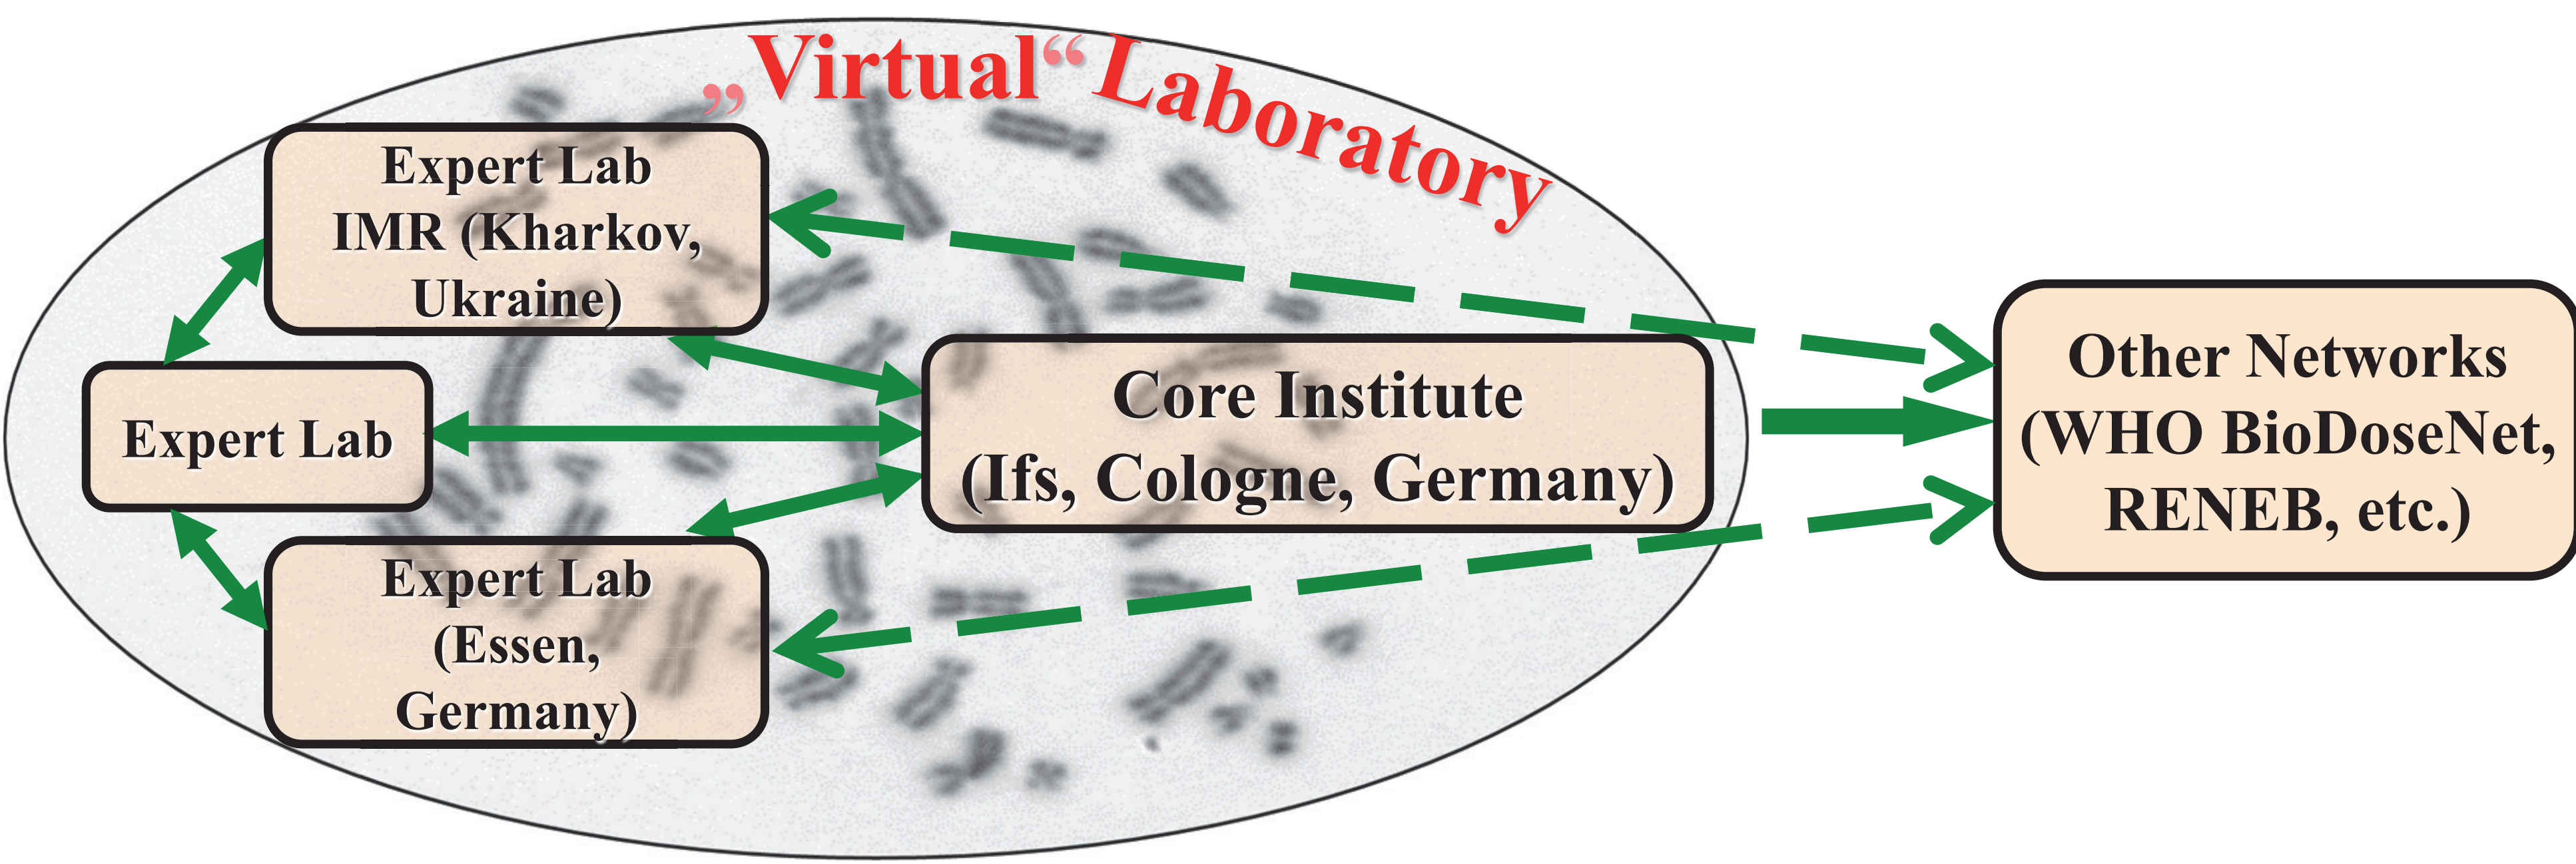 „Virtual“ Laboratory
Expert Lab
IMR (Kharkov,
Ukraine)
Expert Lab
Expert Lab
(Essen,
Germany)
Core Institute
(Ifs, Cologne, Germany)
Other Networks
(WHO BioDoseNet,
RENEB, etc.)